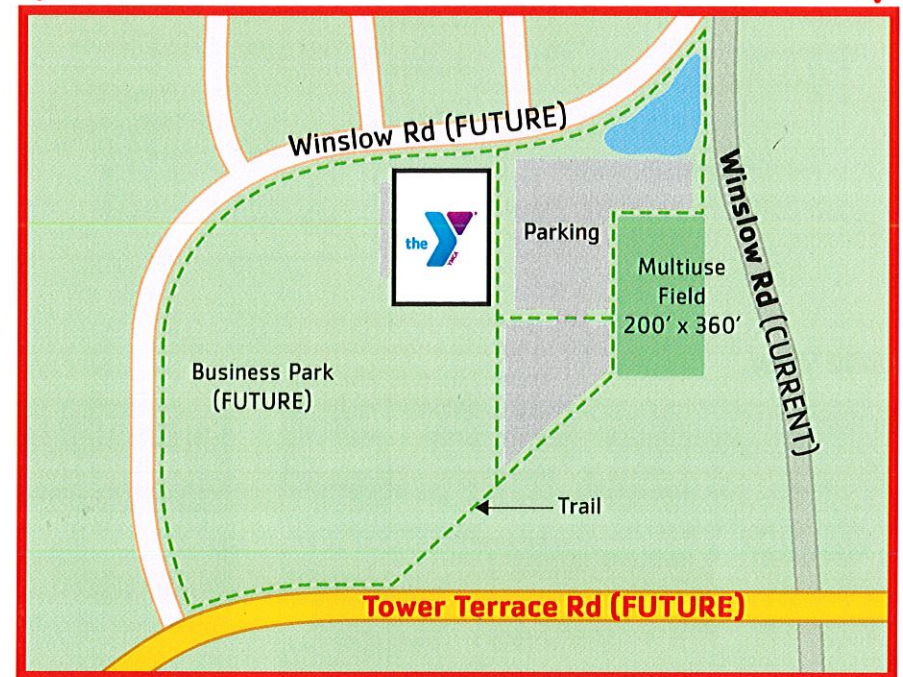 Winslow Rd (FUTURE)
the
YMCA
Parking
Multiuse
Field
200' x 360'
Winslow Rd (CURRENT)
Business Park
(FUTURE)
Trail
Tower Terrace Rd (FUTURE)